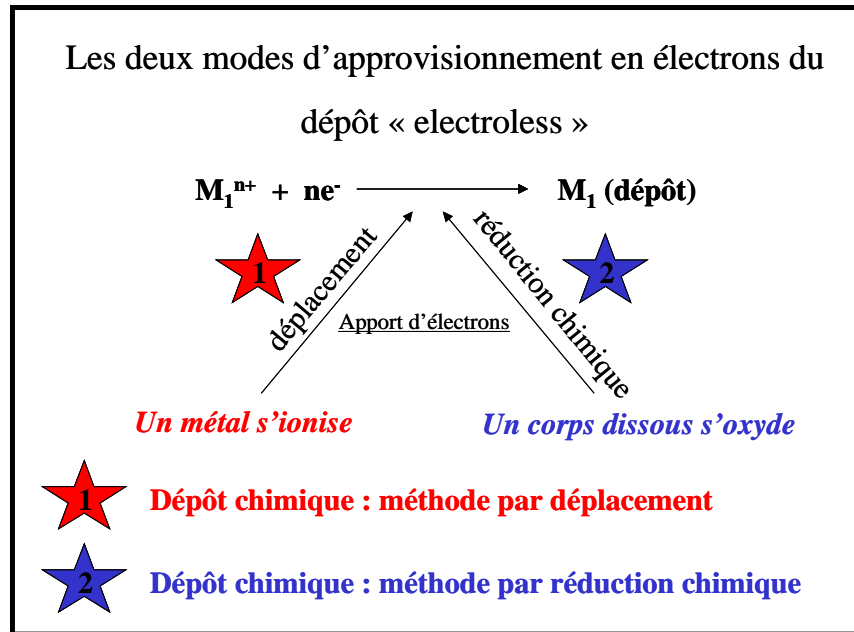 Les deux modes d’approvisionnement en électrons du
dépôt « electroless »
M₁ⁿ⁺ + ne⁻ → M₁ (dépôt)
1
déplacement
réduction chimique
2
Apport d’électrons
Un métal s’ionise
Un corps dissous s’oxyde
1 Dépôt chimique : méthode par déplacement
2 Dépôt chimique : méthode par réduction chimique